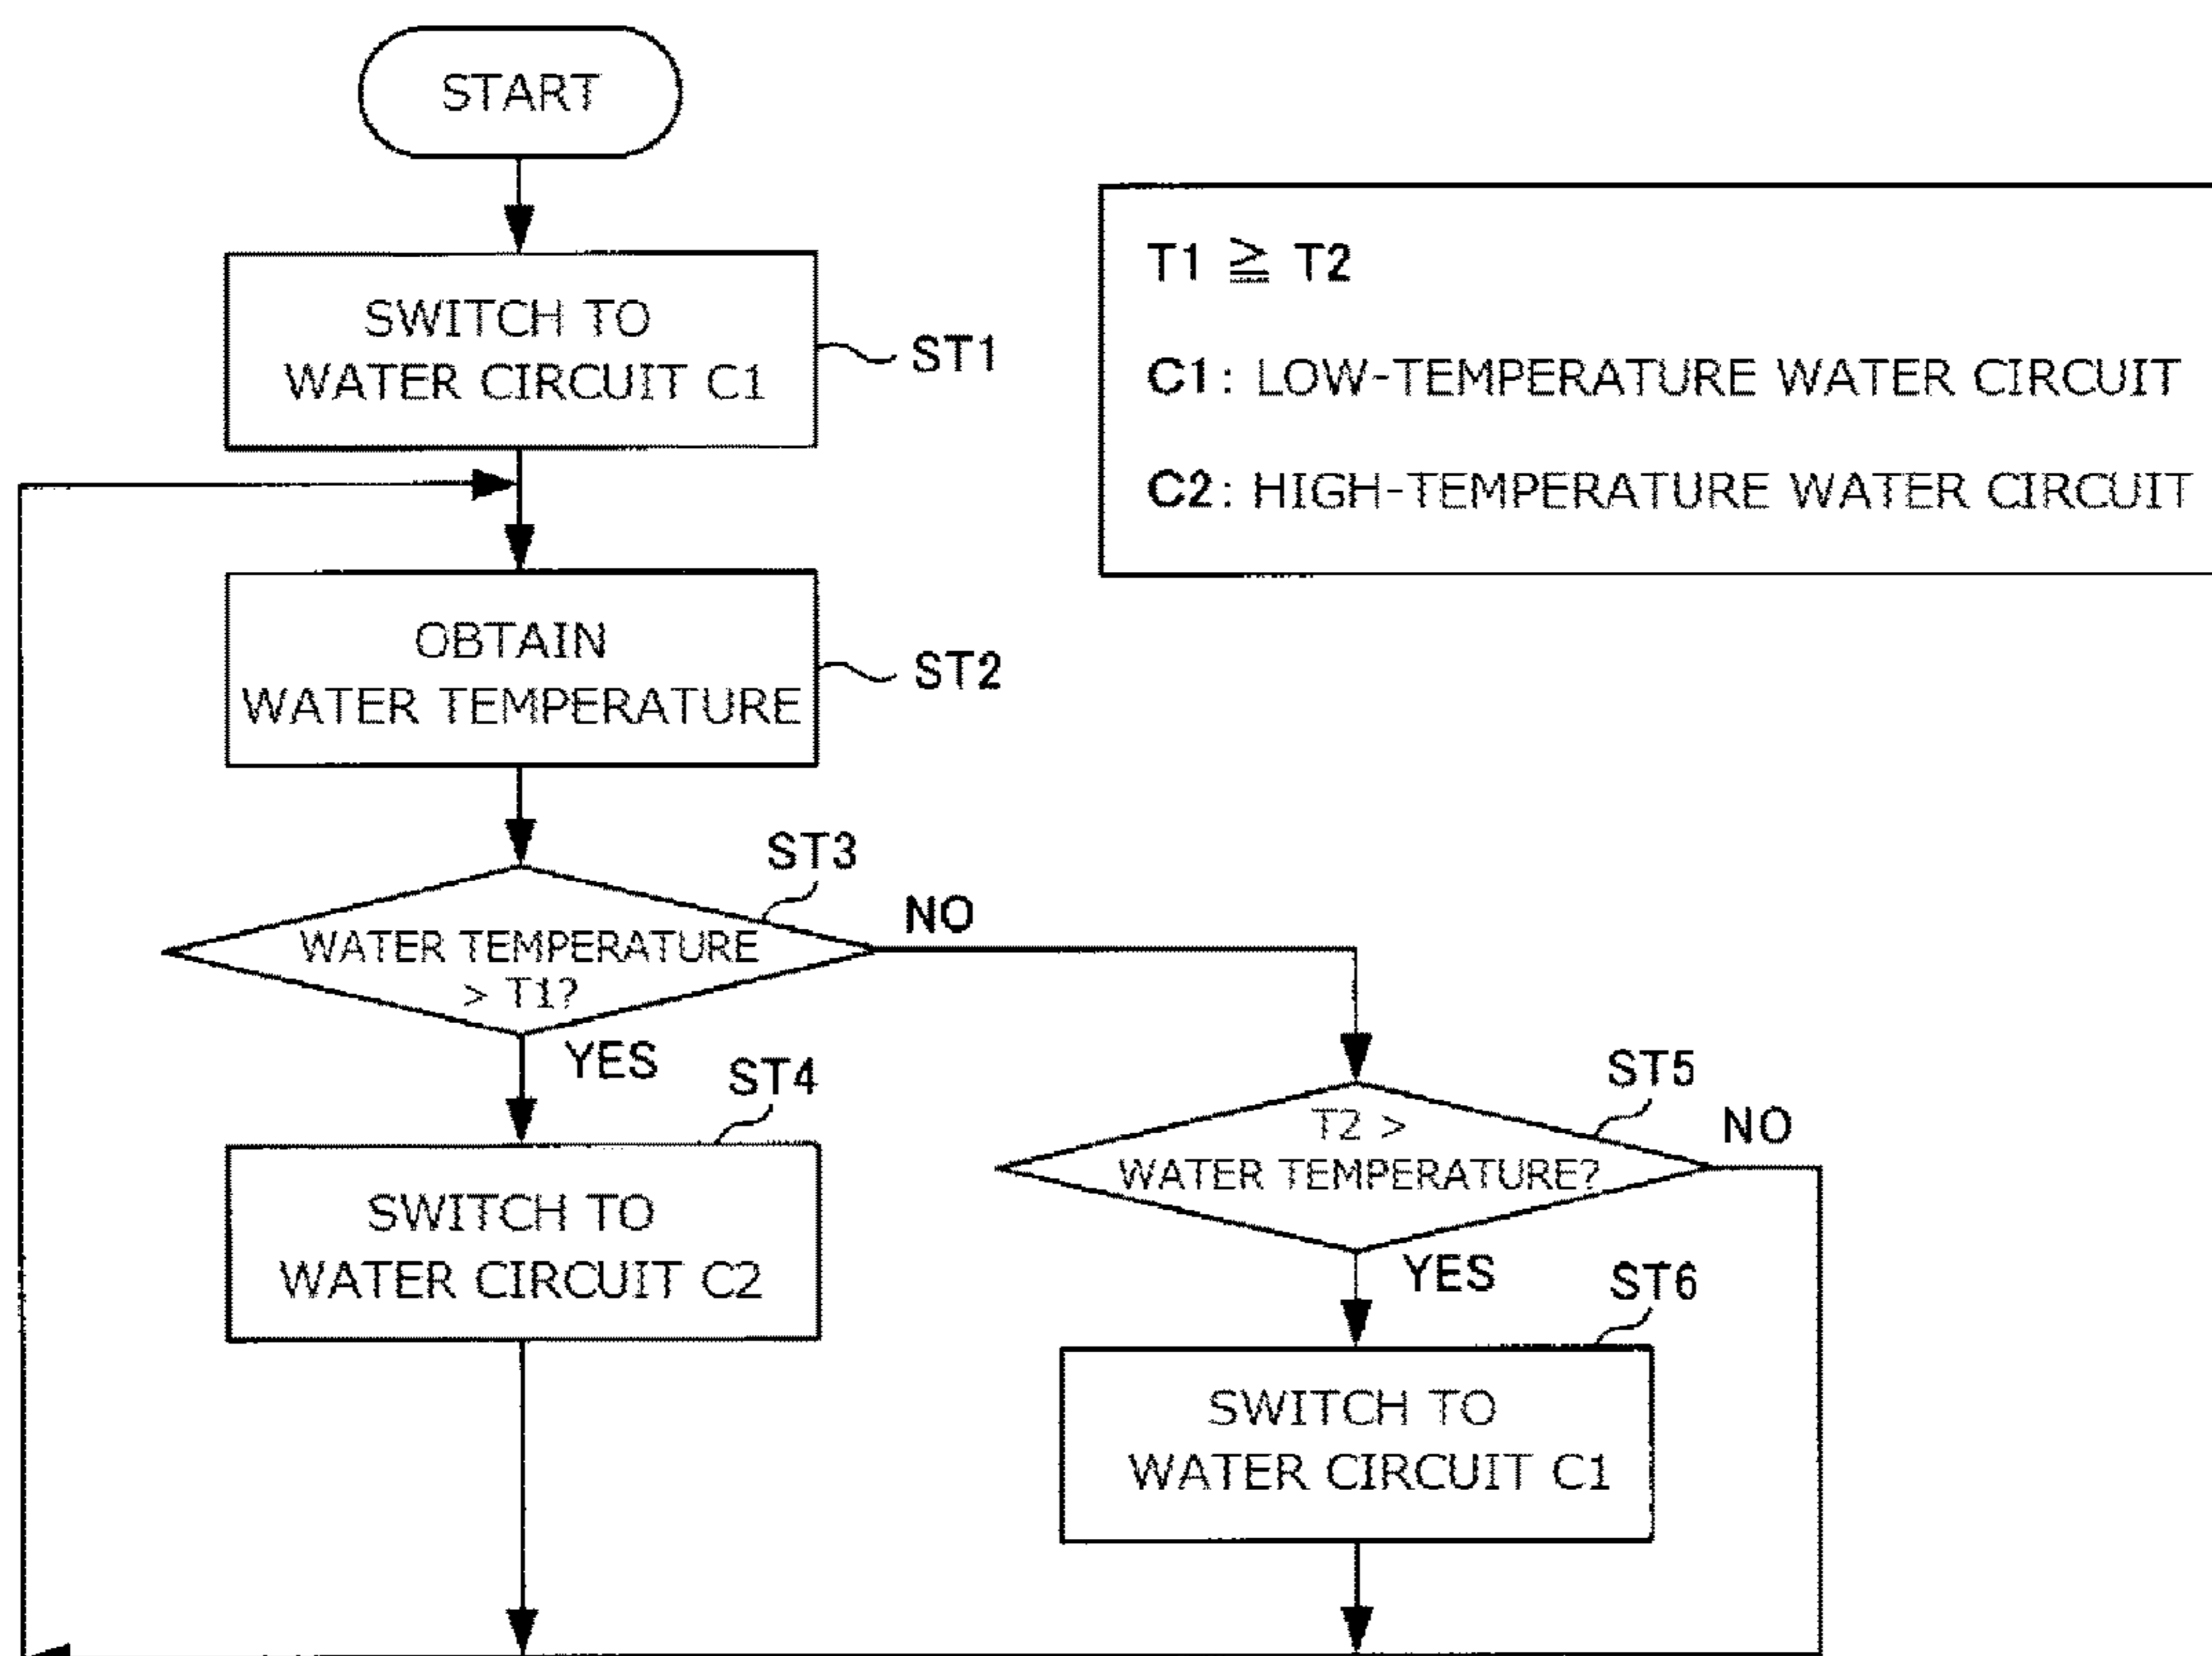 START
SWITCH TO
WATER CIRCUIT C1
ST1
T1 ≧ T2
C1: LOW-TEMPERATURE WATER CIRCUIT
C2: HIGH-TEMPERATURE WATER CIRCUIT
OBTAIN
WATER TEMPERATURE
ST2
ST3
WATER TEMPERATURE
> T1?
NO
YES
ST4
SWITCH TO
WATER CIRCUIT C2
ST5
T2 >
WATER TEMPERATURE?
NO
YES
ST6
SWITCH TO
WATER CIRCUIT C1